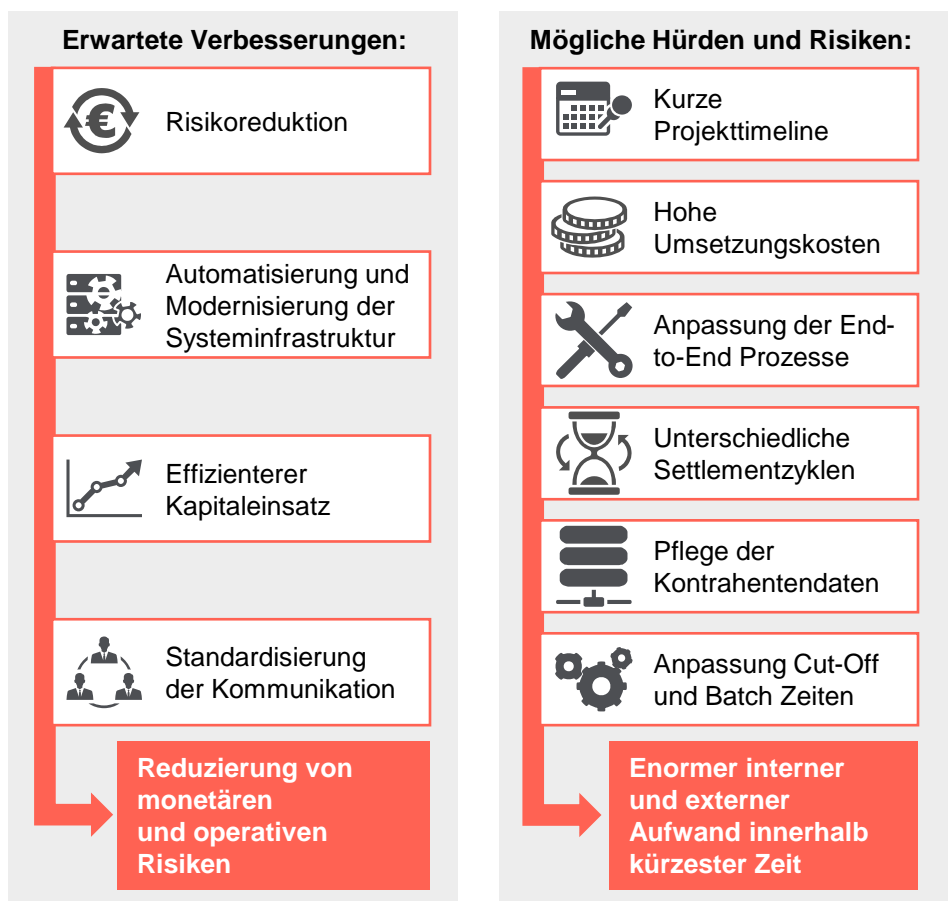 Erwartete Verbesserungen:
Risikoreduktion
Automatisierung und
Modernisierung der
Systeminfrastruktur
Effizienterer
Kapitaleinsatz
Standardisierung
der Kommunikation
Reduzierung von
monetären
und operativen
Risiken
Mögliche Hürden und Risiken:
Kurze
Projekttimeline
Hohe
Umsetzungskosten
Anpassung der End-
to-End Prozesse
Unterschiedliche
Settlementzyklen
Pflege der
Kontrahentendaten
Anpassung Cut-Off
und Batch Zeiten
Enormer interner
und externer
Aufwand innerhalb
kürzester Zeit